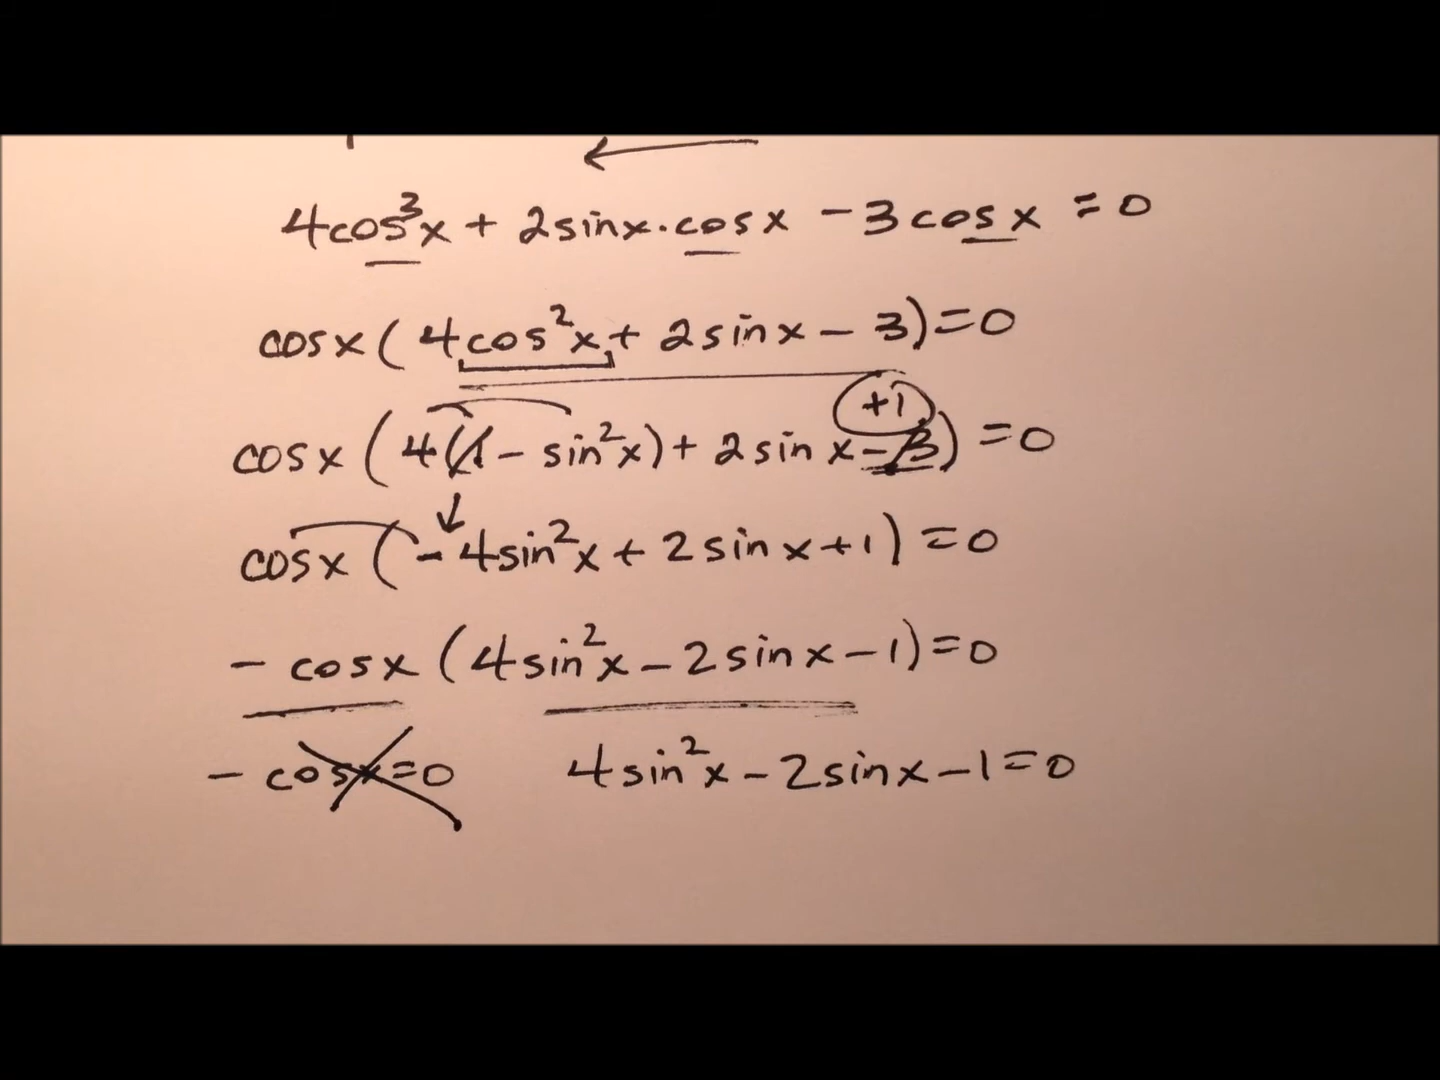 4cos³x + 2sinx·cosx - 3cosx = 0
cosx(4cos²x + 2sinx - 3) = 0
+1
cosx(4(1 - sin²x) + 2sinx - 3) = 0
cosx(-4sin²x + 2sinx + 1) = 0
- cosx(4sin²x - 2sinx - 1) = 0
- cosx = 0 4sin²x - 2sinx - 1 = 0